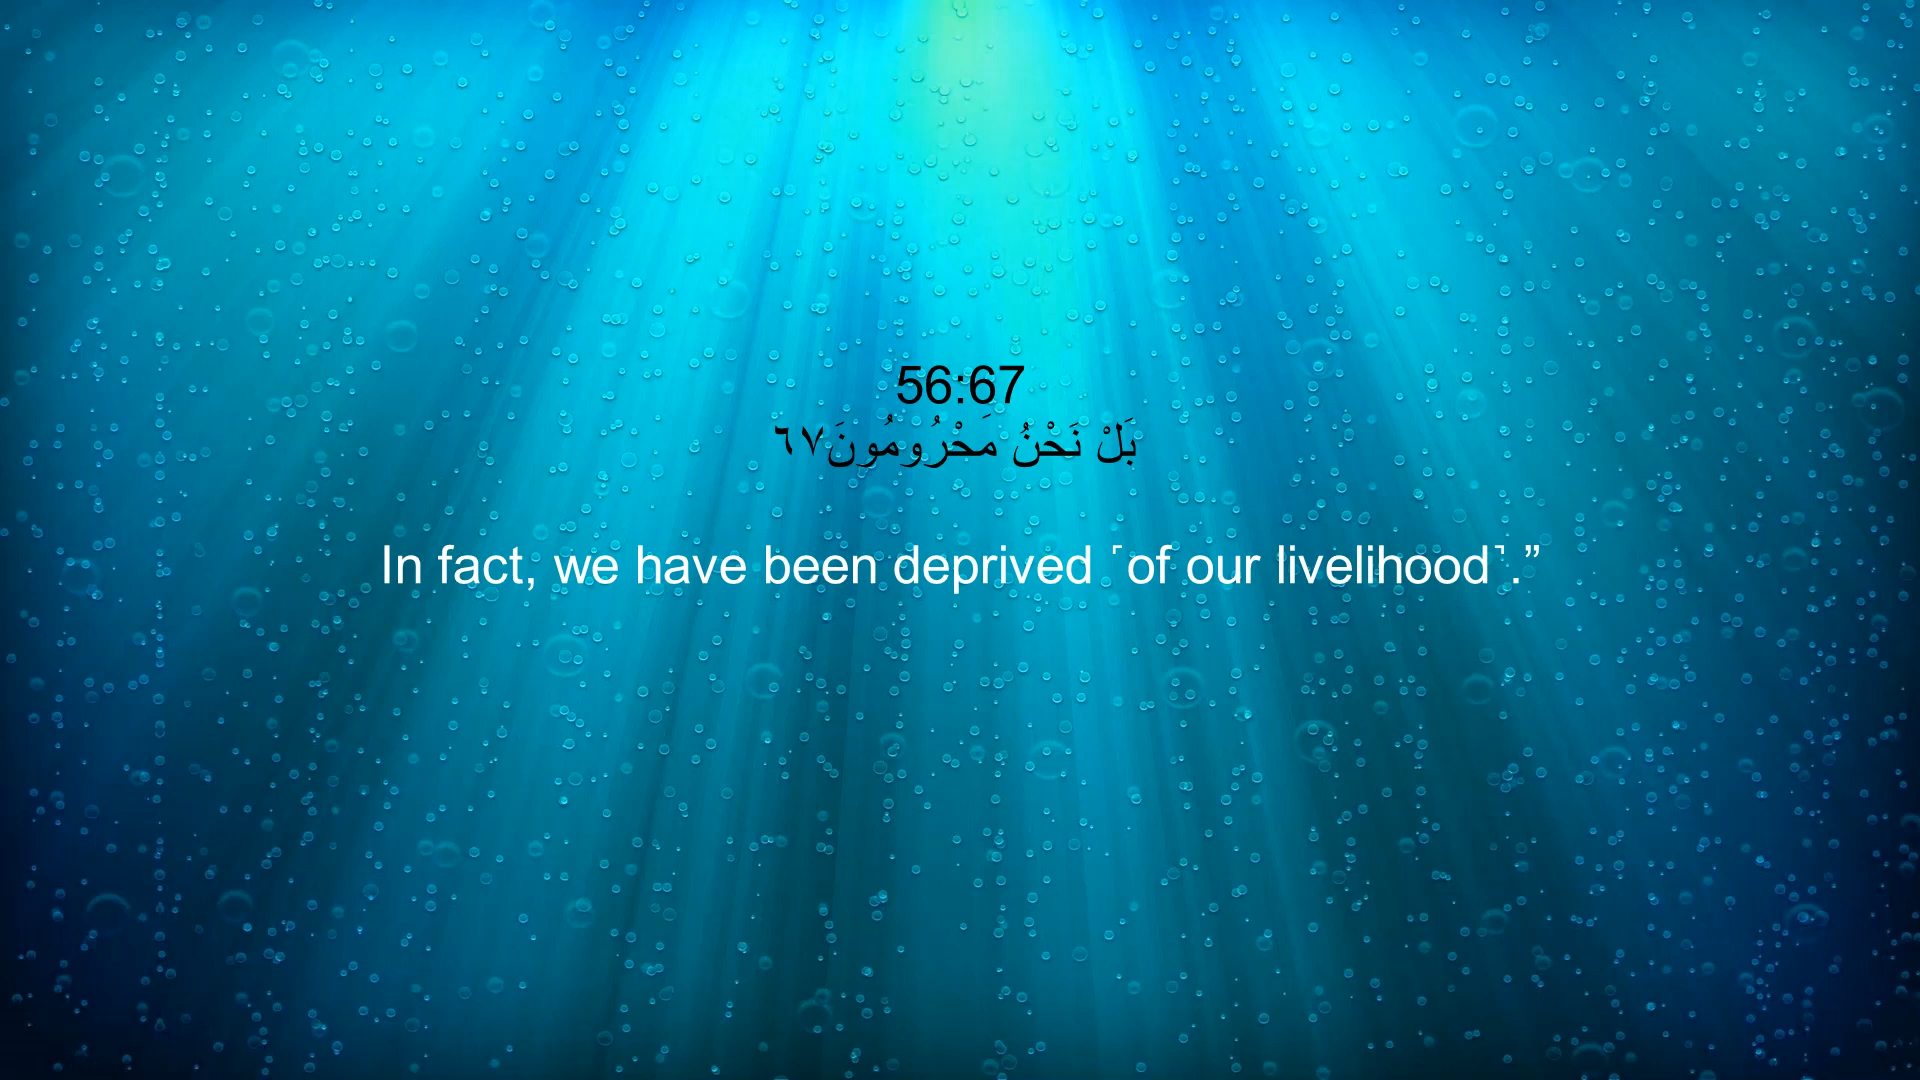 56:67
بَلْ نَحْنُ مَحْرُومُونَ٦٧
In fact, we have been deprived ˹of our livelihood˺.”